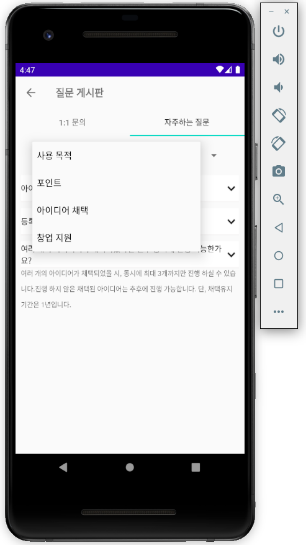 4:47
질문 게시판
1:1 문의
자주하는 질문
사용 목적
포인트
아이디어 채택
창업 지원
아이
등록
여러
능한가
요?
여러 개의 아이디어가 채택되었을 시, 동시에 최대 3개까지만 진행 하실 수 있습
니다.진행 하지 않은 채택된 아이디어는 추후에 진행 가능합니다. 단, 채택유지
기간은 1년입니다.